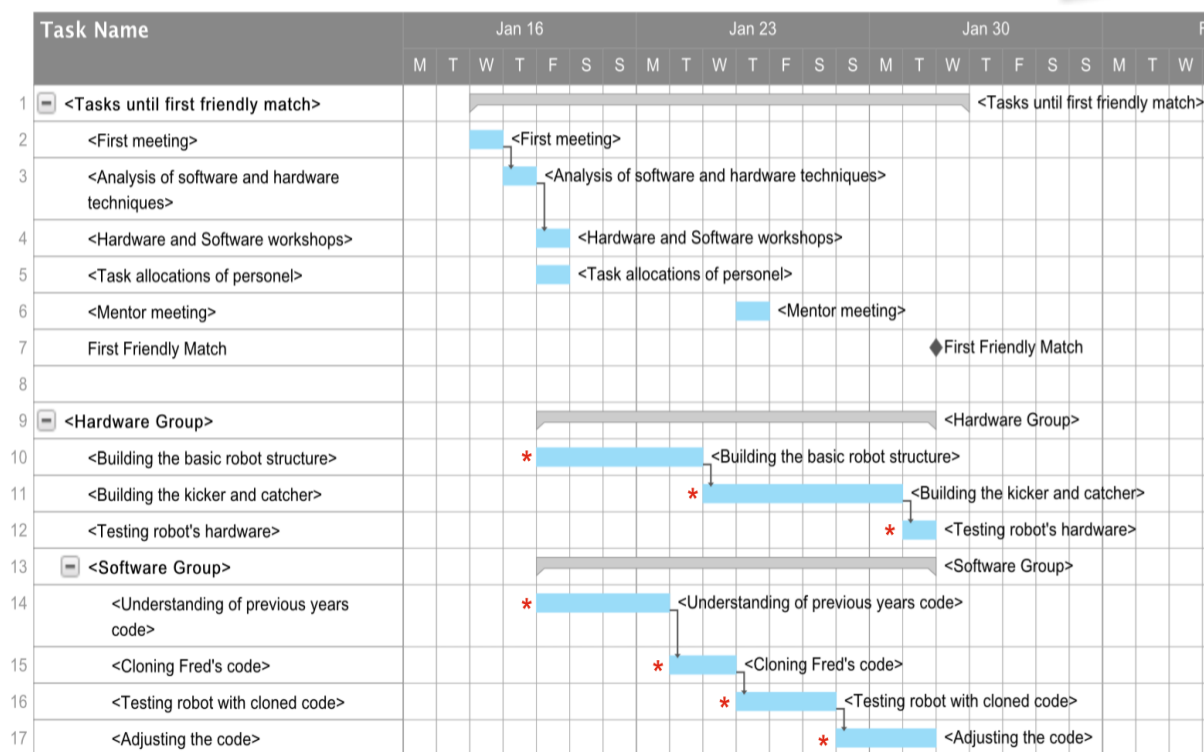 Task Name
Jan 16 Jan 23 Jan 30 F
M T W T F S S M T W T F S S M T W T F S S M T W
1 <Tasks until first friendly match> <Tasks until first friendly match>
2 <First meeting> <First meeting>
3 <Analysis of software and hardware <Analysis of software and hardware techniques>
techniques>
4 <Hardware and Software workshops> <Hardware and Software workshops>
5 <Task allocations of personel> <Task allocations of personel>
6 <Mentor meeting> <Mentor meeting>
7 First Friendly Match First Friendly Match
8
9 <Hardware Group> <Hardware Group>
10 <Building the basic robot structure> * <Building the basic robot structure>
11 <Building the kicker and catcher> * <Building the kicker and catcher>
12 <Testing robot's hardware> * <Testing robot's hardware>
13 <Software Group> <Software Group>
14 <Understanding of previous years * <Understanding of previous years code>
code>
15 <Cloning Fred's code> * <Cloning Fred's code>
16 <Testing robot with cloned code> * <Testing robot with cloned code>
17 <Adjusting the code> * <Adjusting the code>